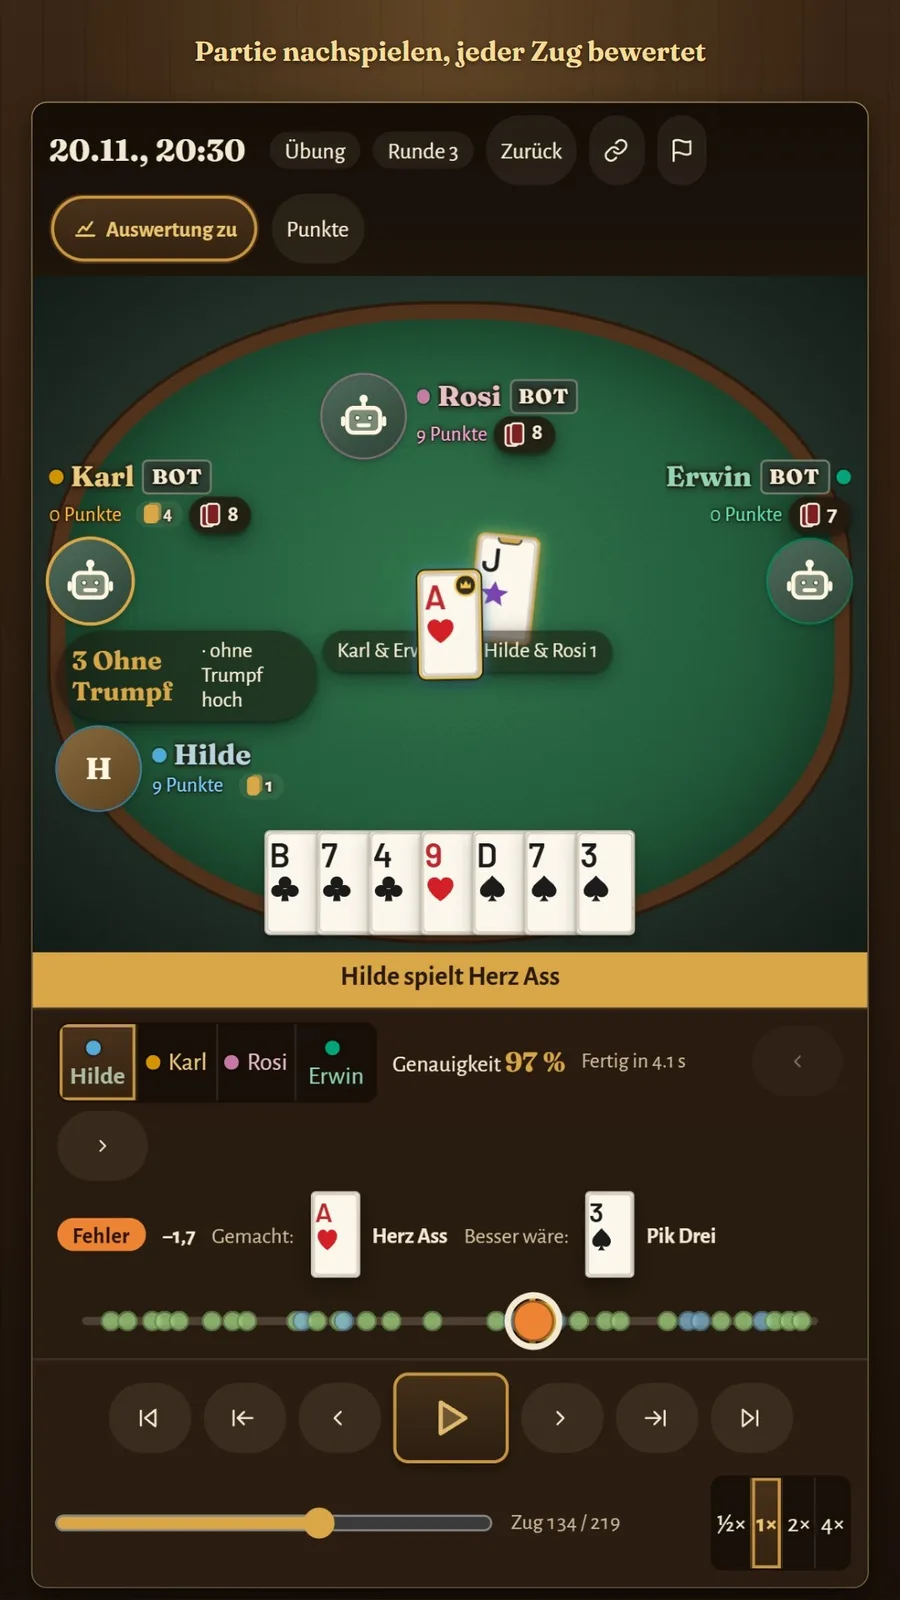 Partie nachspielen, jeder Zug bewertet
20.11., 20:30 Übung Runde 3 Zurück
Auswertung zu Punkte
Rosi BOT
9 Punkte 8
Karl BOT
0 Punkte 4 8
Erwin BOT
0 Punkte 7
J
A
3 Ohne Trumpf · ohne Trumpf hoch
Karl & Erw Hilde & Rosi 1
H Hilde
9 Punkte 1
B 7 4 9 D 7 3
Hilde spielt Herz Ass
Hilde Karl Rosi Erwin Genauigkeit 97 % Fertig in 4.1 s
Fehler −1,7 Gemacht: A Herz Ass Besser wäre: 3 Pik Drei
Zug 134 / 219 ½× 1× 2× 4×